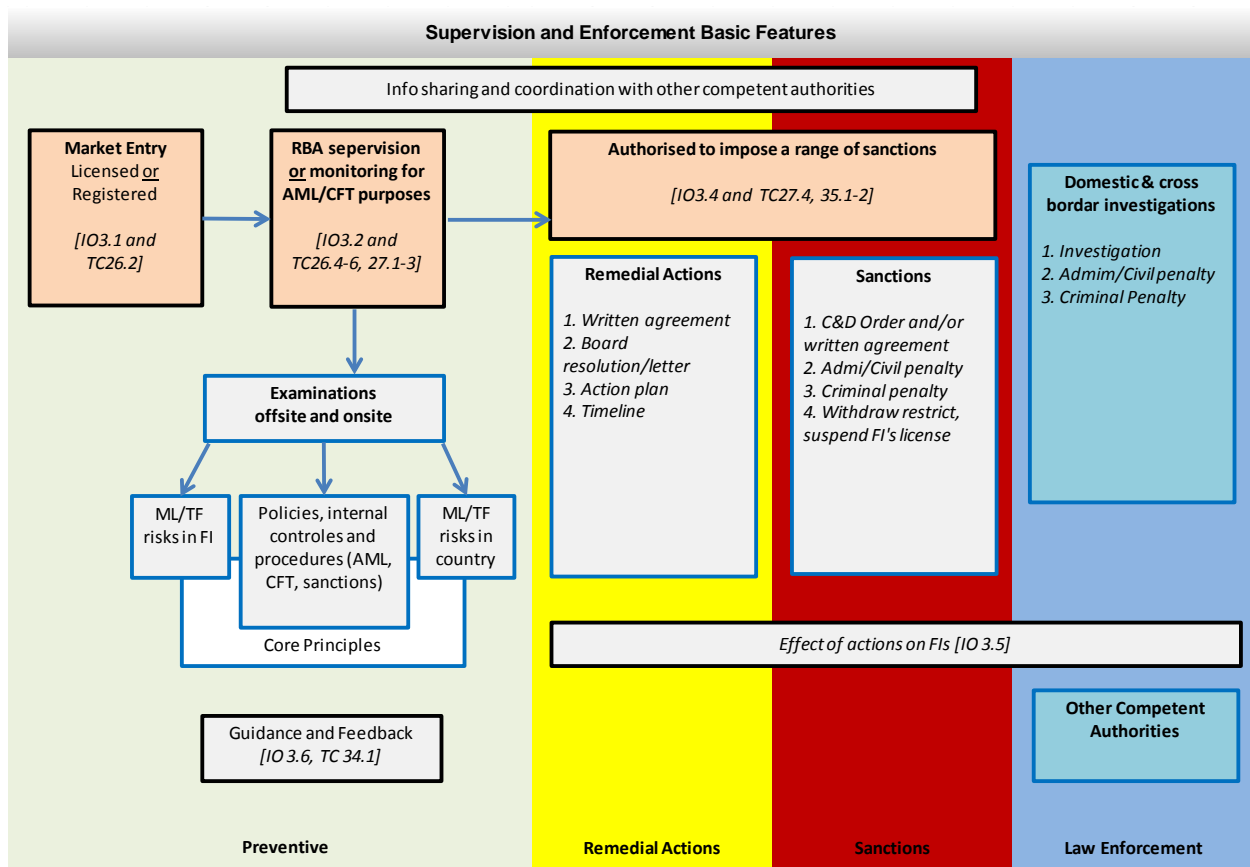 Supervision and Enforcement Basic Features
Info sharing and coordination with other competent authorities
Market Entry
Licensed or
Registered
[IO3.1 and
TC26.2]
RBA sepervision
or monitoring for
AML/CFT purposes
[IO3.2 and
TC26.4-6, 27.1-3]
Authorised to impose a range of sanctions
[IO3.4 and TC27.4, 35.1-2]
Domestic & cross
bordar investigations
1. Investigation
2. Admim/Civil penalty
3. Criminal Penalty
Remedial Actions
1. Written agreement
2. Board
resolution/letter
3. Action plan
4. Timeline
Sanctions
1. C&D Order and/or
written agreement
2. Admi/Civil penalty
3. Criminal penalty
4. Withdraw restrict,
suspend FI's license
Examinations
offsite and onsite
ML/TF
risks in FI
Policies, internal
controles and
procedures (AML,
CFT, sanctions)
ML/TF
risks in
country
Core Principles
Effect of actions on FIs [IO 3.5]
Guidance and Feedback
[IO 3.6, TC 34.1]
Other Competent
Authorities
Preventive
Remedial Actions
Sanctions
Law Enforcement